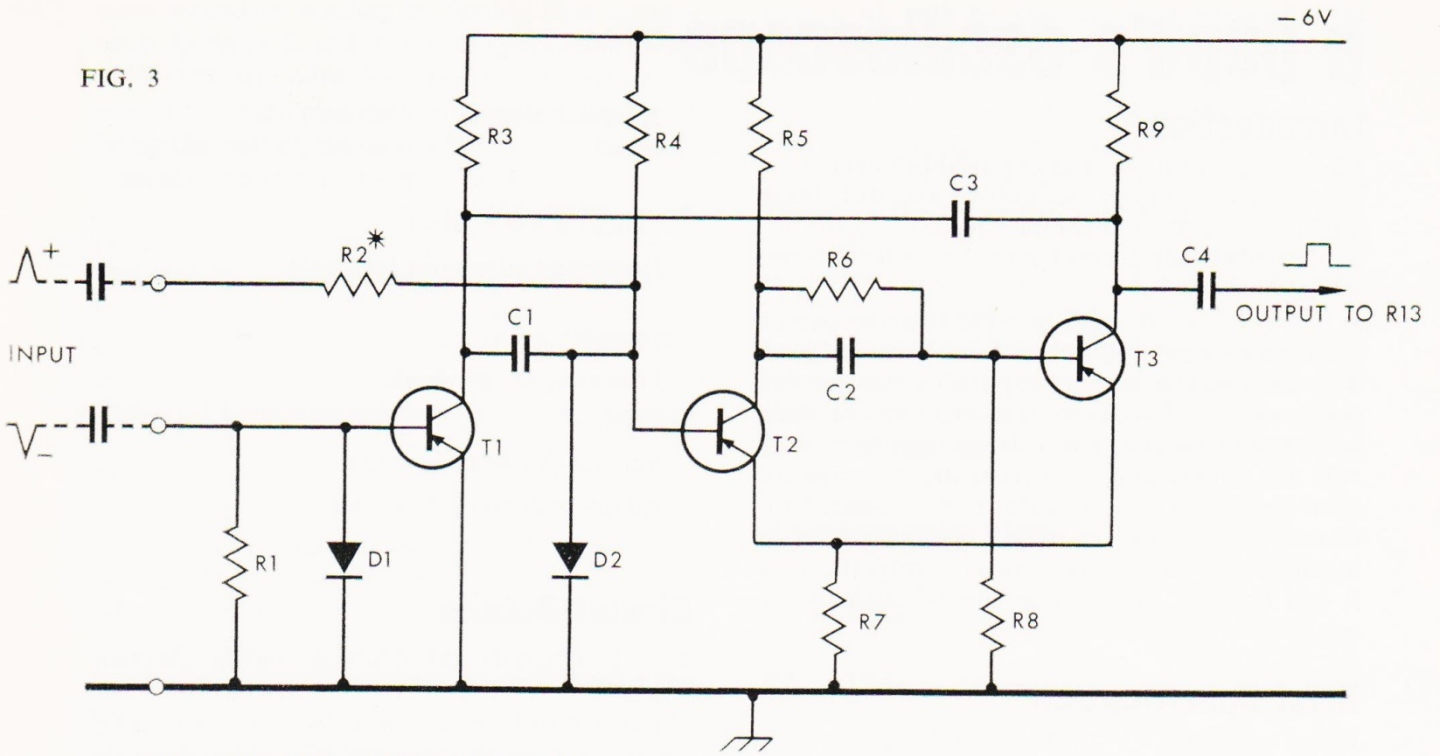 −6V
FIG. 3
R3
R4
R5
R9
C3
R2*
+
R6
C4
C1
OUTPUT TO R13
INPUT
T3
C2
T1
T2
−
R1
D1
D2
R7
R8